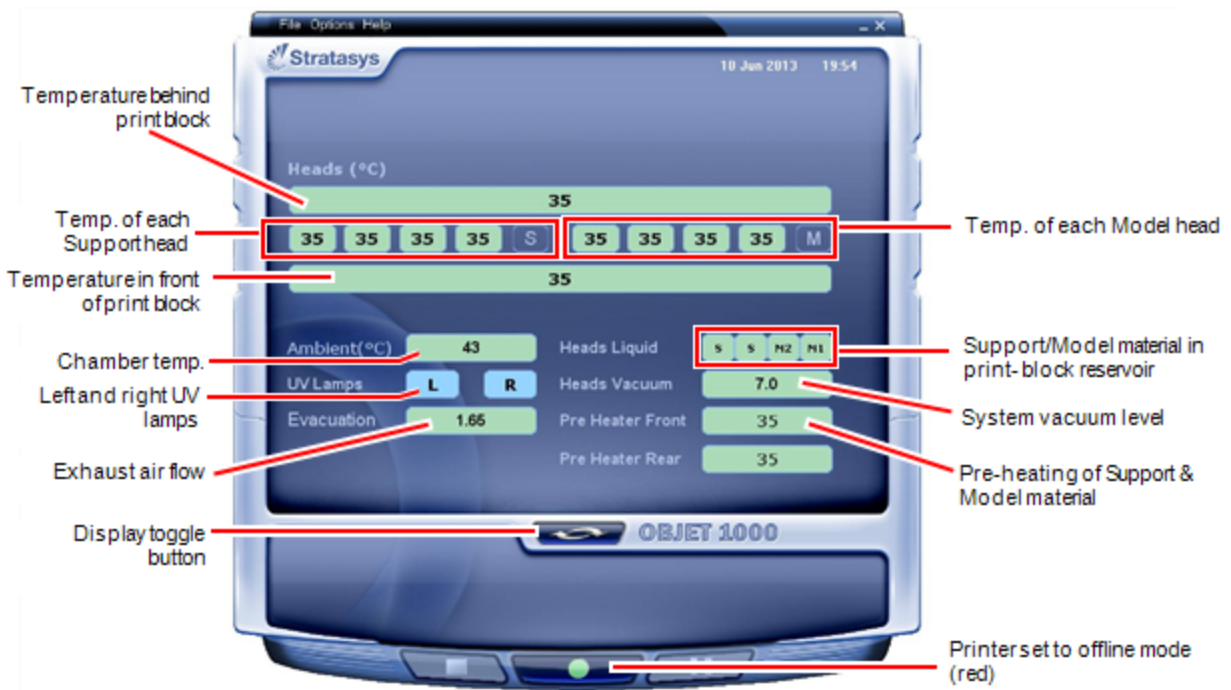 File Options Help
Stratasys
10 Jun 2013 19:54
Temperature behind
print block
Heads (°C)
35
Temp. of each
Support head
35 35 35 35 S 35 35 35 35 M
Temp. of each Model head
Temperature in front
of print block
35
Ambient(°C) 43
Heads Liquid S S M2 M1
Chamber temp.
Support/Model material in
print-block reservoir
UV Lamps L R
Heads Vacuum 7.0
Left and right UV
lamps
System vacuum level
Evacuation 1.65
Pre Heater Front 35
Pre Heater Rear 35
Exhaust air flow
Pre-heating of Support &
Model material
Display toggle
button
OBJET 1000
Printer set to offline mode
(red)